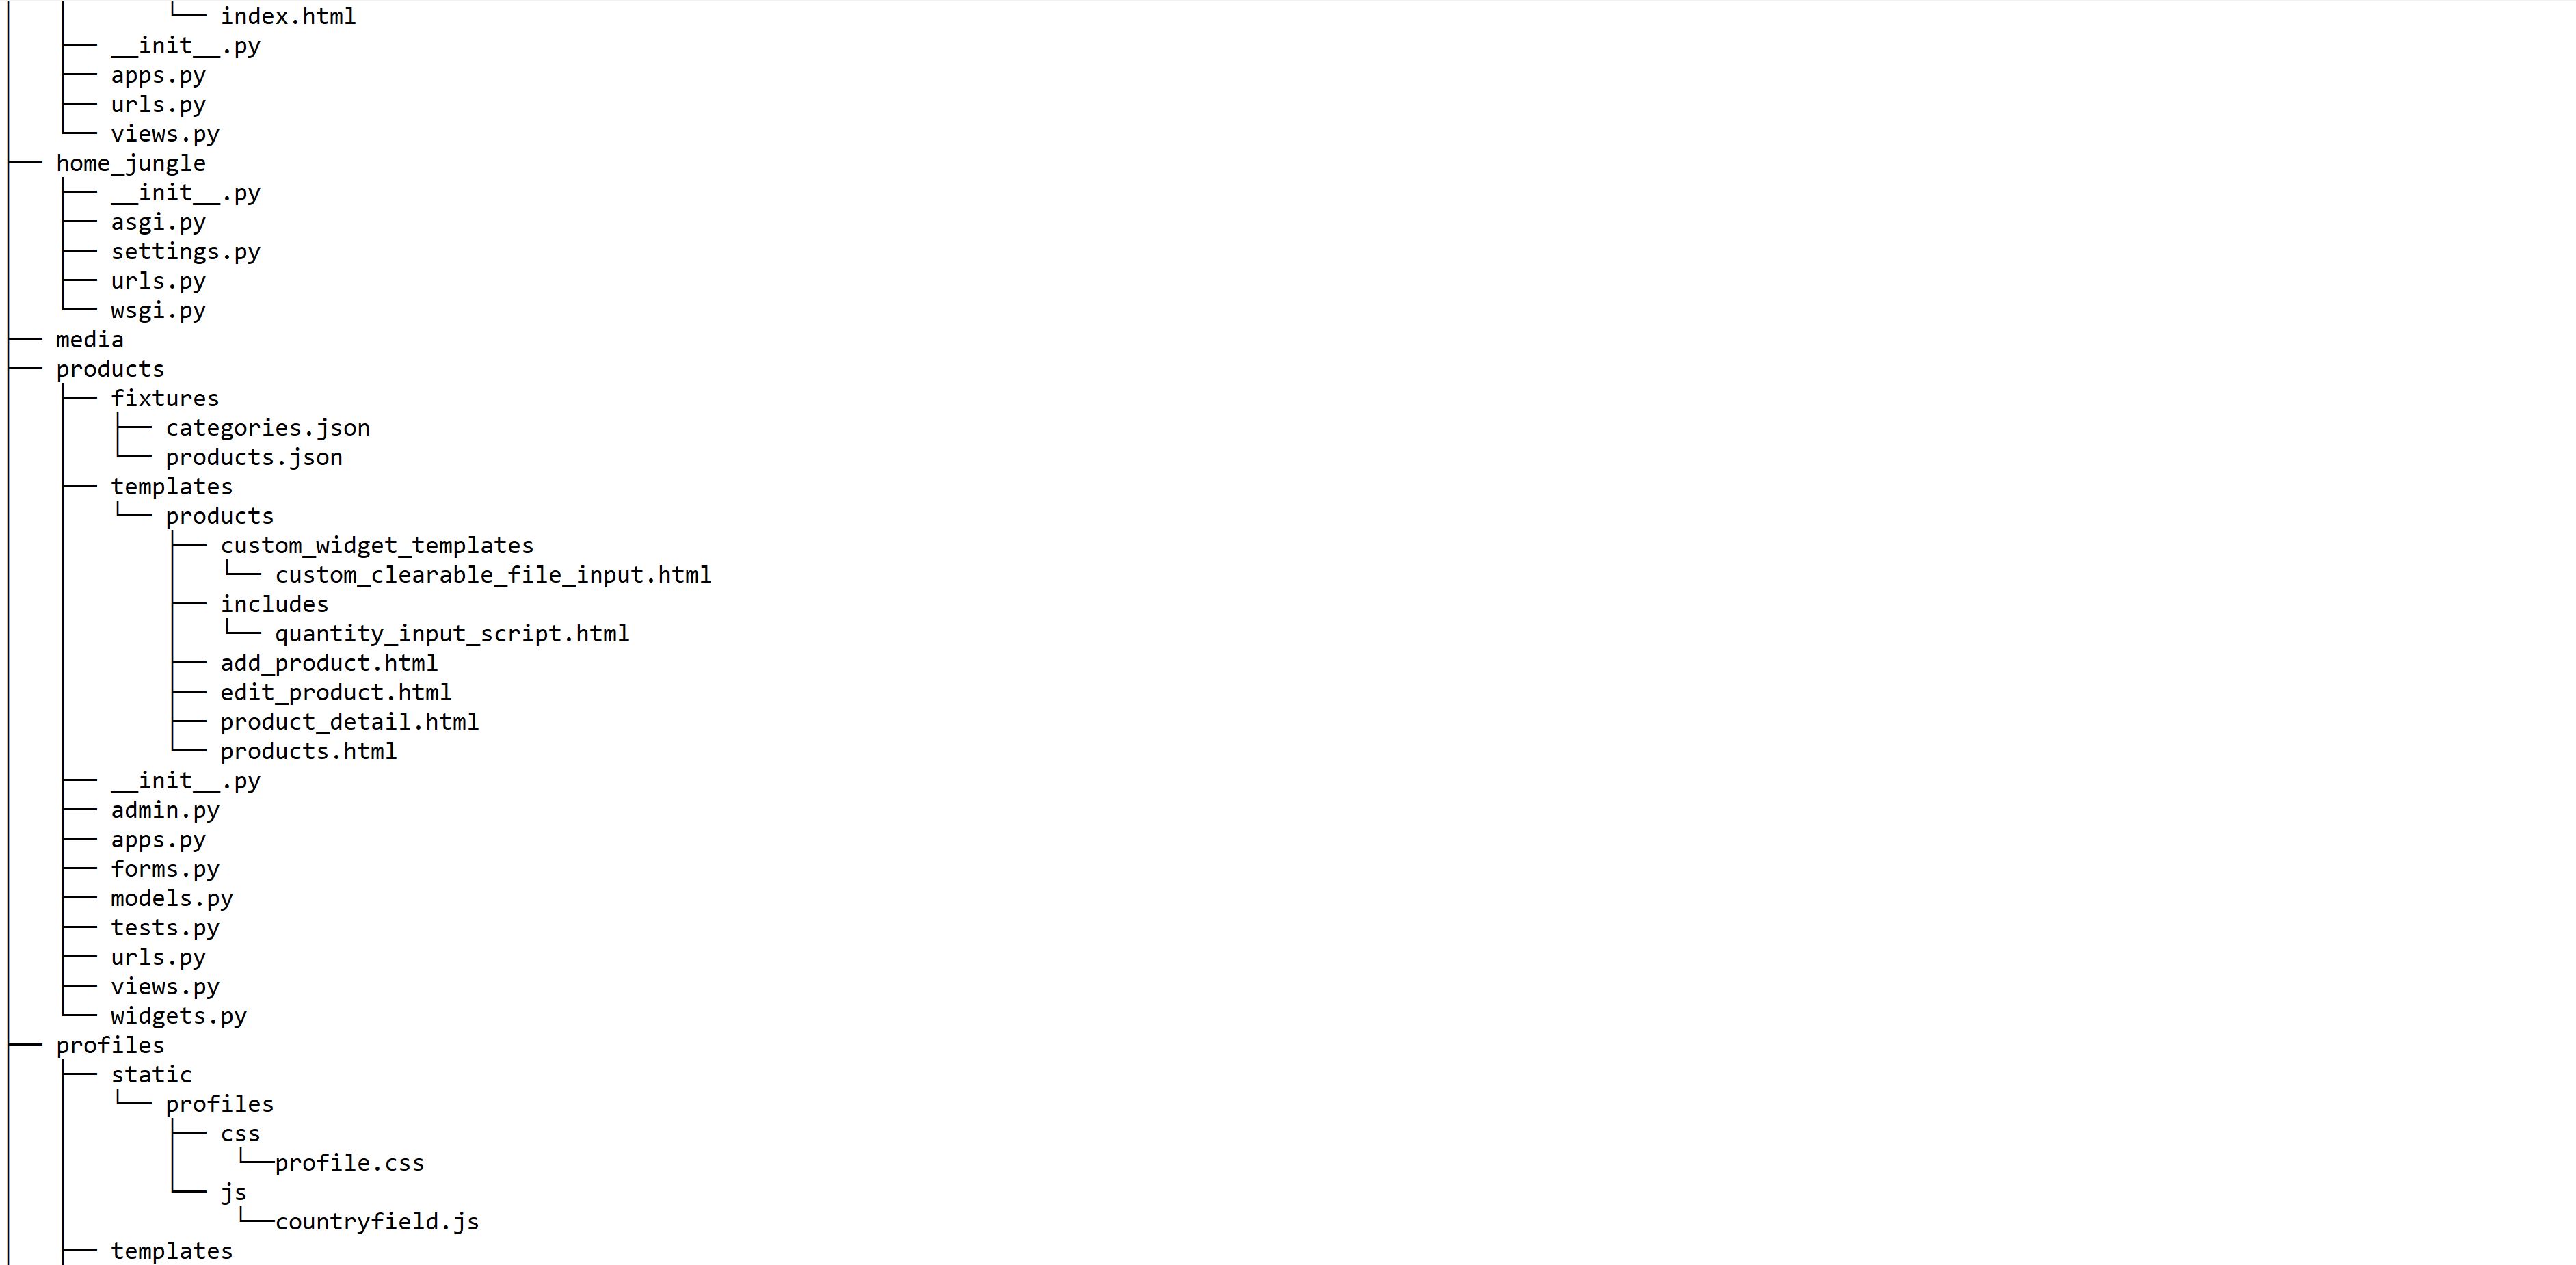 │   │       └── index.html
│   ├── __init__.py
│   ├── apps.py
│   ├── urls.py
│   └── views.py
├── home_jungle
│   ├── __init__.py
│   ├── asgi.py
│   ├── settings.py
│   ├── urls.py
│   └── wsgi.py
├── media
├── products
│   ├── fixtures
│   │   ├── categories.json
│   │   └── products.json
│   ├── templates
│   │   └── products
│   │       ├── custom_widget_templates
│   │       │   └── custom_clearable_file_input.html
│   │       ├── includes
│   │       │   └── quantity_input_script.html
│   │       ├── add_product.html
│   │       ├── edit_product.html
│   │       ├── product_detail.html
│   │       └── products.html
│   ├── __init__.py
│   ├── admin.py
│   ├── apps.py
│   ├── forms.py
│   ├── models.py
│   ├── tests.py
│   ├── urls.py
│   ├── views.py
│   └── widgets.py
├── profiles
│   ├── static
│   │   └── profiles
│   │       ├── css
│   │       │    └──profile.css
│   │       └── js
│   │            └──countryfield.js
│   ├── templates